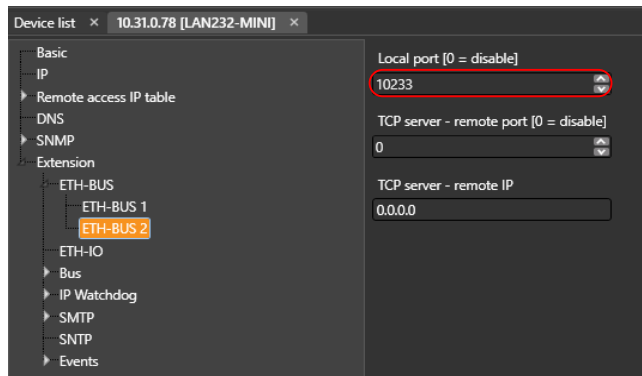 Device list × 10.31.0.78 [LAN232-MINI] ×
Basic
IP
Remote access IP table
DNS
SNMP
Extension
ETH-BUS
ETH-BUS 1
ETH-BUS 2
ETH-IO
Bus
IP Watchdog
SMTP
SNTP
Events
Local port [0 = disable]
10233
TCP server - remote port [0 = disable]
0
TCP server - remote IP
0.0.0.0